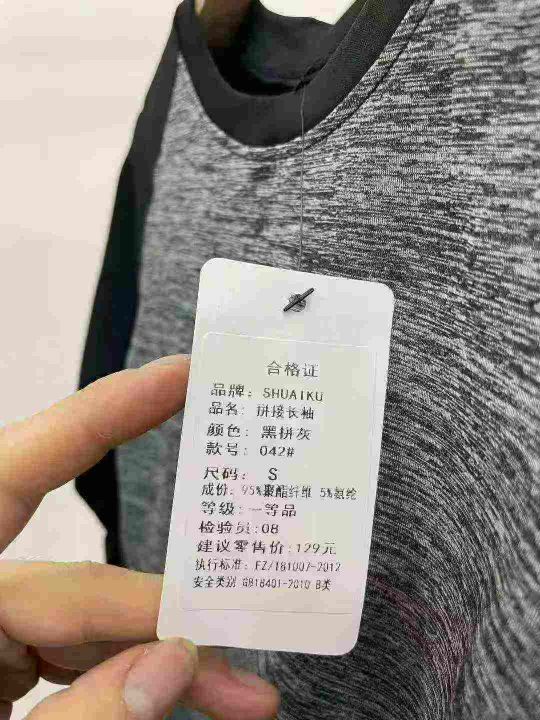 合格证
品牌: SHUAIKU
品名: 拼接长袖
颜色: 黑拼灰
款号: 042#
尺码: S
成份: 95%聚酯纤维 5%氨纶
等级: 一等品
检验员:08
建议零售价:129元
执行标准: FZ/T81007-2012
安全类别 GB18401-2010 B类